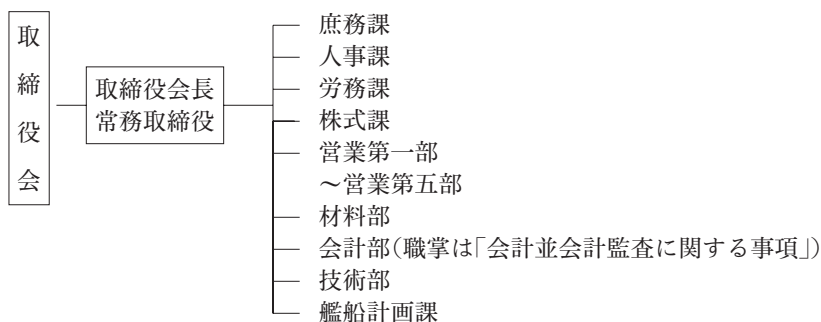 取締役会
取締役会長
常務取締役
庶務課
人事課
労務課
株式課
営業第一部
～営業第五部
材料部
会計部(職掌は「会計並会計監査に関する事項」)
技術部
艦船計画課